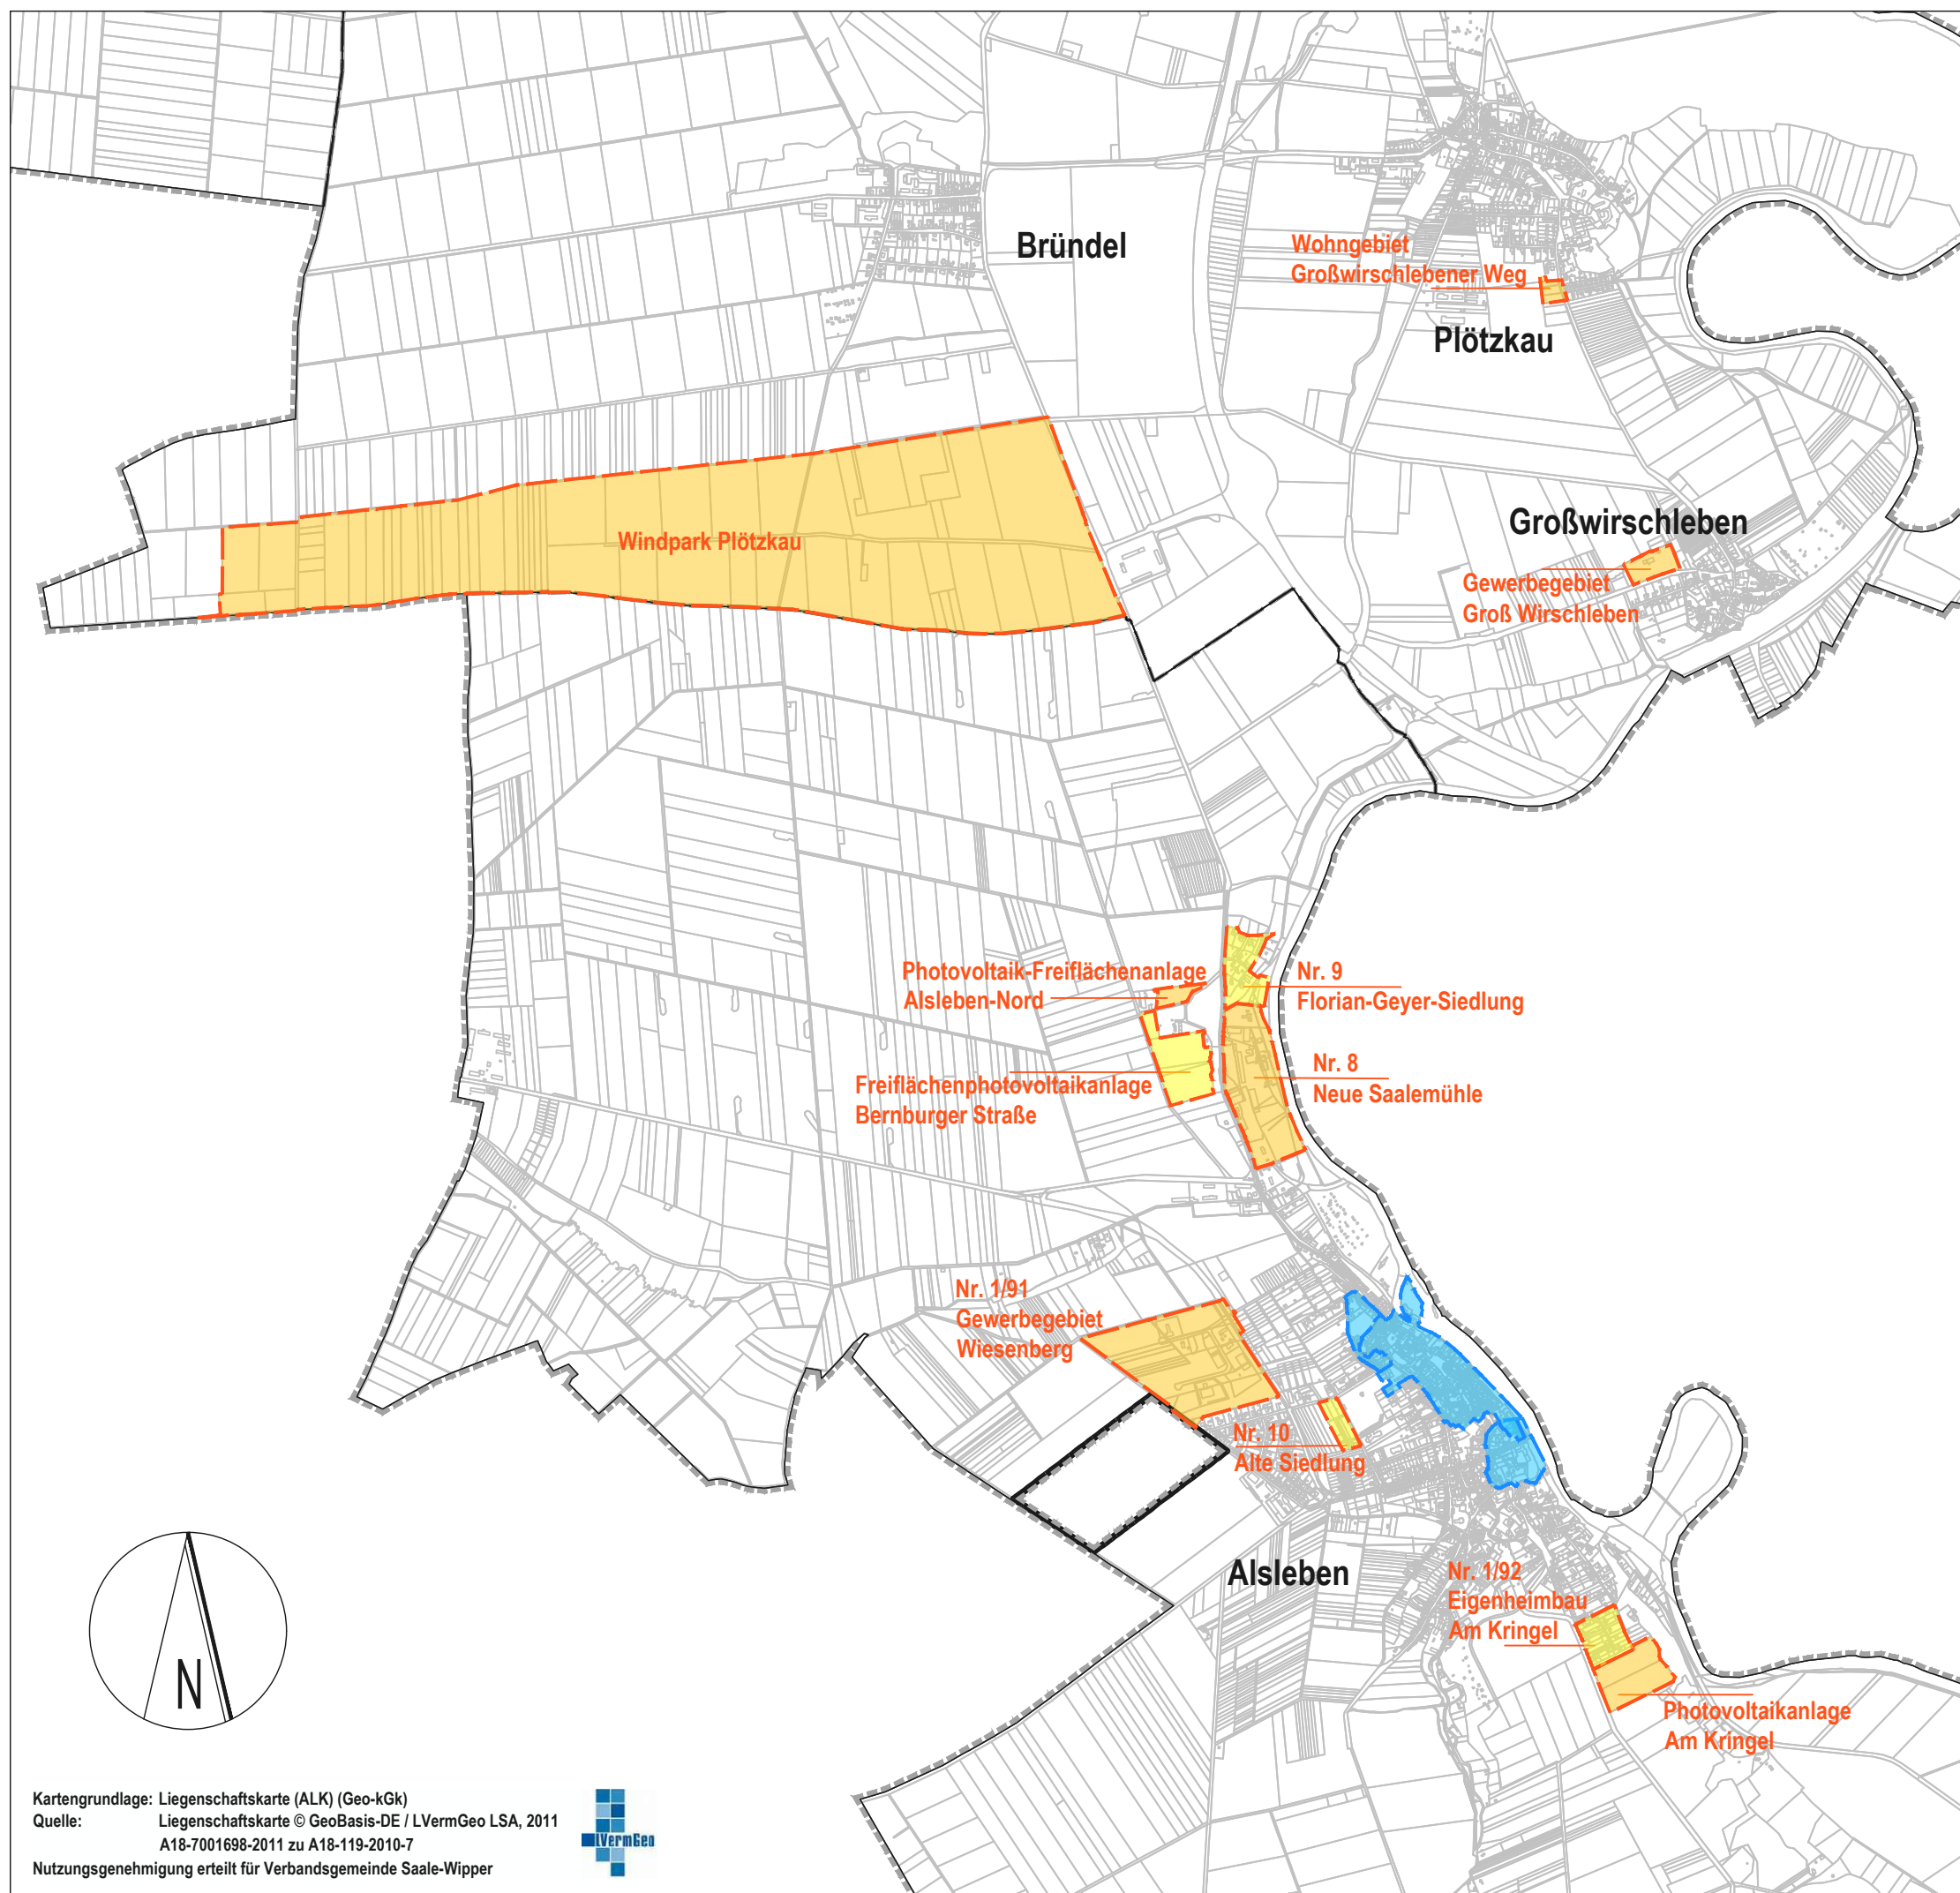 Bründel
Wohngebiet
Großwirschlebener Weg
Plötzkau
Großwirschleben
Windpark Plötzkau
Gewerbegebiet
Groß Wirschleben
Photovoltaik-Freiflächenanlage
Alsleben-Nord
Nr. 9
Florian-Geyer-Siedlung
Freiflächenphotovoltaikanlage
Bernburger Straße
Nr. 8
Neue Saalemühle
Nr. 1/91
Gewerbegebiet
Wiesenberg
Nr. 10
Alte Siedlung
Alsleben
Nr. 1/92
Eigenheimbau
Am Kringel
Photovoltaikanlage
Am Kringel
N
Kartengrundlage: Liegenschaftskarte (ALK) (Geo-kGk)
Quelle: Liegenschaftskarte © GeoBasis-DE / LVermGeo LSA, 2011
A18-7001698-2011 zu A18-119-2010-7
Nutzungsgenehmigung erteilt für Verbandsgemeinde Saale-Wipper
LVermGeo